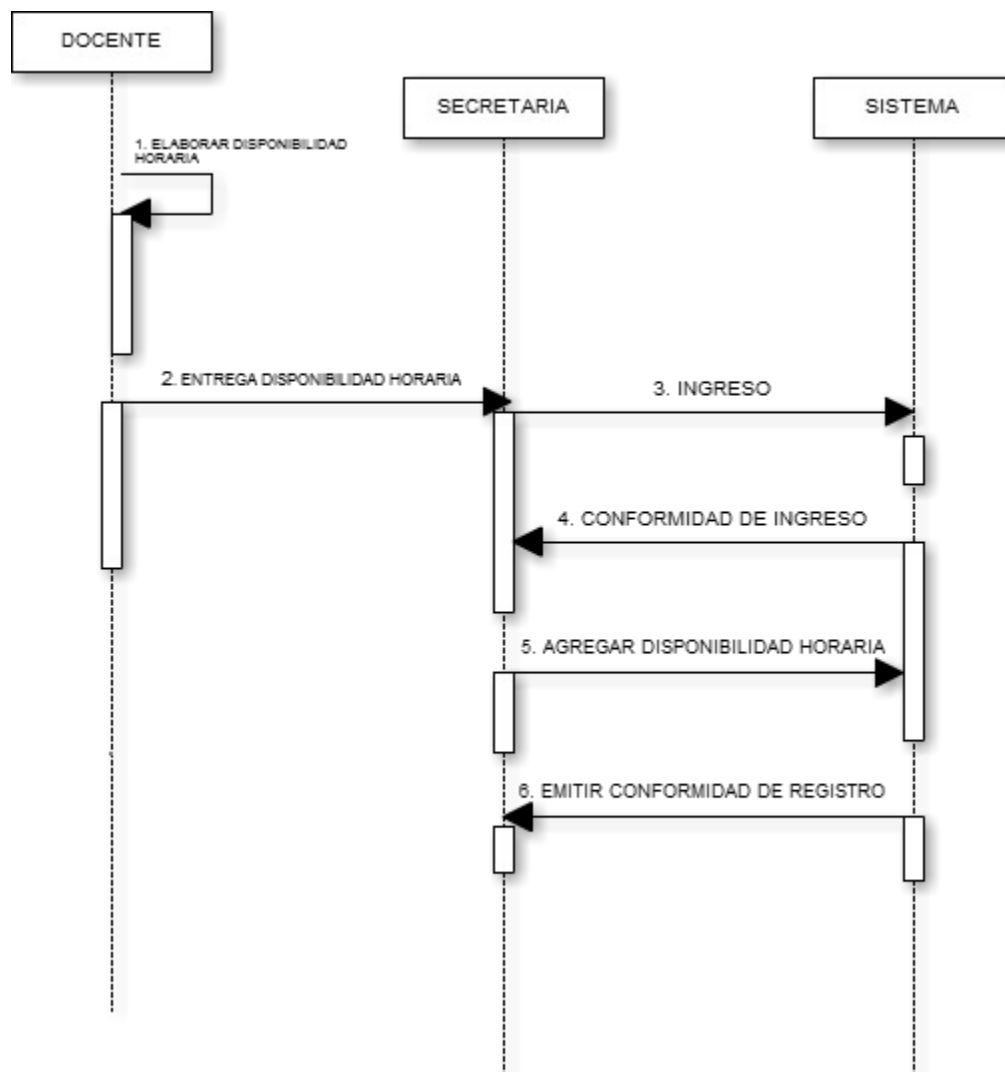 DOCENTE
SECRETARIA
SISTEMA
1. ELABORAR DISPONIBILIDAD
HORARIA
2. ENTREGA DISPONIBILIDAD HORARIA
3. INGRESO
4. CONFORMIDAD DE INGRESO
5. AGREGAR DISPONIBILIDAD HORARIA
6. EMITIR CONFORMIDAD DE REGISTRO